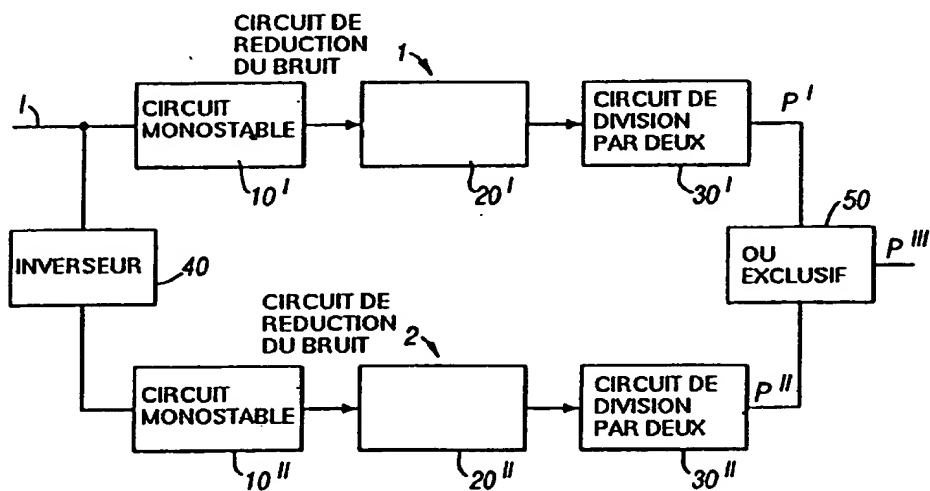 CIRCUIT DE
REDUCTION
DU BRUIT
1
I
CIRCUIT
MONOSTABLE
CIRCUIT DE
DIVISION
PAR DEUX
P^I
10^I
20^I
30^I
50
INVERSEUR
40
OU
EXCLUSIF
P^III
CIRCUIT DE
REDUCTION
DU BRUIT
2
CIRCUIT
MONOSTABLE
CIRCUIT DE
DIVISION
PAR DEUX
P^II
10^II
20^II
30^II